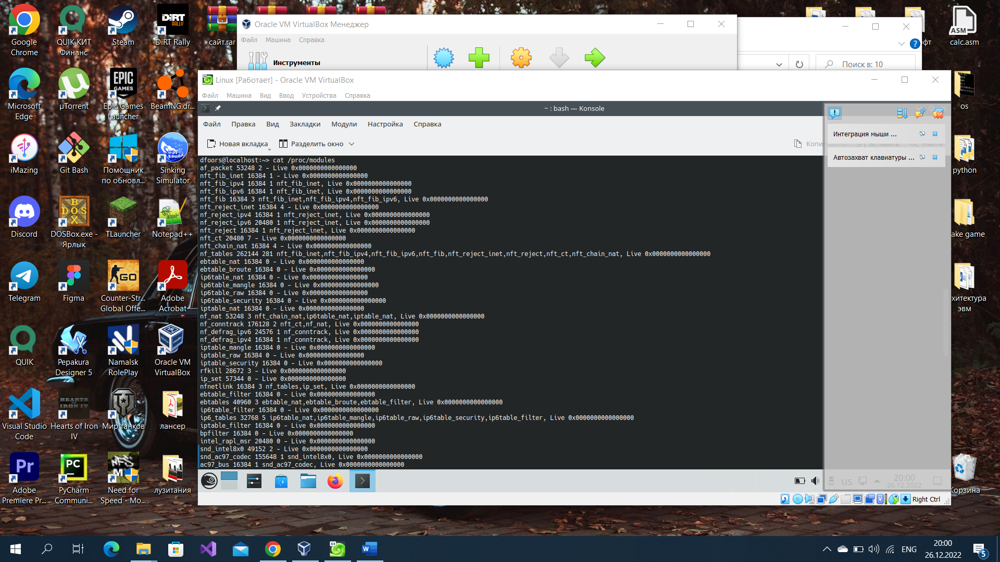 Google Chrome
QUIK КИТ Финанс
Steam
DiRT Rally
сайт.rar
calc.asm
Microsoft Edge
µTorrent
Epic Games Launcher
BeamNG.dr...
os
iMazing
Git Bash
Помощник по обновл...
Sinking Simulator
python
Discord
DOSBox.exe - Ярлык
TLauncher
Notepad++
ake game
Telegram
Figma
Counter-Str... Global Offe...
Adobe Acrobat
хитектура эвм
QUIK
Pepakura Designer 5
Namalsk RolePlay
Oracle VM VirtualBox
Visual Studio Code
Hearts of Iron IV
Мир танков
лансер
Adobe Premiere Pr...
PyCharm Communi...
Need for Speed - Mo...
лузитания
Корзина
Oracle VM VirtualBox Менеджер
Файл Машина Справка
Инструменты
Поиск в: 10
фт
Linux [Работает] - Oracle VM VirtualBox
Файл Машина Вид Ввод Устройства Справка
~ : bash — Konsole
Файл Правка Вид Закладки Модули Настройка Справка
Новая вкладка Разделить окно Копировать Вставить Найти
Интеграция мыши ...
Автозахват клавиатуры ...
dfoors@localhost:~> cat /proc/modules
af_packet 53248 2 - Live 0x0000000000000000
nft_fib_inet 16384 1 - Live 0x0000000000000000
nft_fib_ipv4 16384 1 nft_fib_inet, Live 0x0000000000000000
nft_fib_ipv6 16384 1 nft_fib_inet, Live 0x0000000000000000
nft_fib 16384 3 nft_fib_inet,nft_fib_ipv4,nft_fib_ipv6, Live 0x0000000000000000
nft_reject_inet 16384 4 - Live 0x0000000000000000
nf_reject_ipv4 16384 1 nft_reject_inet, Live 0x0000000000000000
nf_reject_ipv6 20480 1 nft_reject_inet, Live 0x0000000000000000
nft_reject 16384 1 nft_reject_inet, Live 0x0000000000000000
nft_ct 20480 7 - Live 0x0000000000000000
nft_chain_nat 16384 4 - Live 0x0000000000000000
nf_tables 262144 281 nft_fib_inet,nft_fib_ipv4,nft_fib_ipv6,nft_fib,nft_reject_inet,nft_reject,nft_ct,nft_chain_nat, Live 0x0000000000000000
ebtable_nat 16384 0 - Live 0x0000000000000000
ebtable_broute 16384 0 - Live 0x0000000000000000
ip6table_nat 16384 0 - Live 0x0000000000000000
ip6table_mangle 16384 0 - Live 0x0000000000000000
ip6table_raw 16384 0 - Live 0x0000000000000000
ip6table_security 16384 0 - Live 0x0000000000000000
iptable_nat 16384 0 - Live 0x0000000000000000
nf_nat 53248 3 nft_chain_nat,ip6table_nat,iptable_nat, Live 0x0000000000000000
nf_conntrack 176128 2 nft_ct,nf_nat, Live 0x0000000000000000
nf_defrag_ipv6 24576 1 nf_conntrack, Live 0x0000000000000000
nf_defrag_ipv4 16384 1 nf_conntrack, Live 0x0000000000000000
iptable_mangle 16384 0 - Live 0x0000000000000000
iptable_raw 16384 0 - Live 0x0000000000000000
iptable_security 16384 0 - Live 0x0000000000000000
rfkill 28672 3 - Live 0x0000000000000000
ip_set 57344 0 - Live 0x0000000000000000
nfnetlink 16384 3 nf_tables,ip_set, Live 0x0000000000000000
ebtable_filter 16384 0 - Live 0x0000000000000000
ebtables 40960 3 ebtable_nat,ebtable_broute,ebtable_filter, Live 0x0000000000000000
ip6table_filter 16384 0 - Live 0x0000000000000000
ip6_tables 32768 5 ip6table_nat,ip6table_mangle,ip6table_raw,ip6table_security,ip6table_filter, Live 0x0000000000000000
iptable_filter 16384 0 - Live 0x0000000000000000
bpfilter 16384 0 - Live 0x0000000000000000
intel_rapl_msr 20480 0 - Live 0x0000000000000000
snd_intel8x0 49152 2 - Live 0x0000000000000000
snd_ac97_codec 155648 1 snd_intel8x0, Live 0x0000000000000000
ac97_bus 16384 1 snd_ac97_codec, Live 0x0000000000000000
us
20:00
26.12.2022
Right Ctrl
ENG
20:00
26.12.2022
5